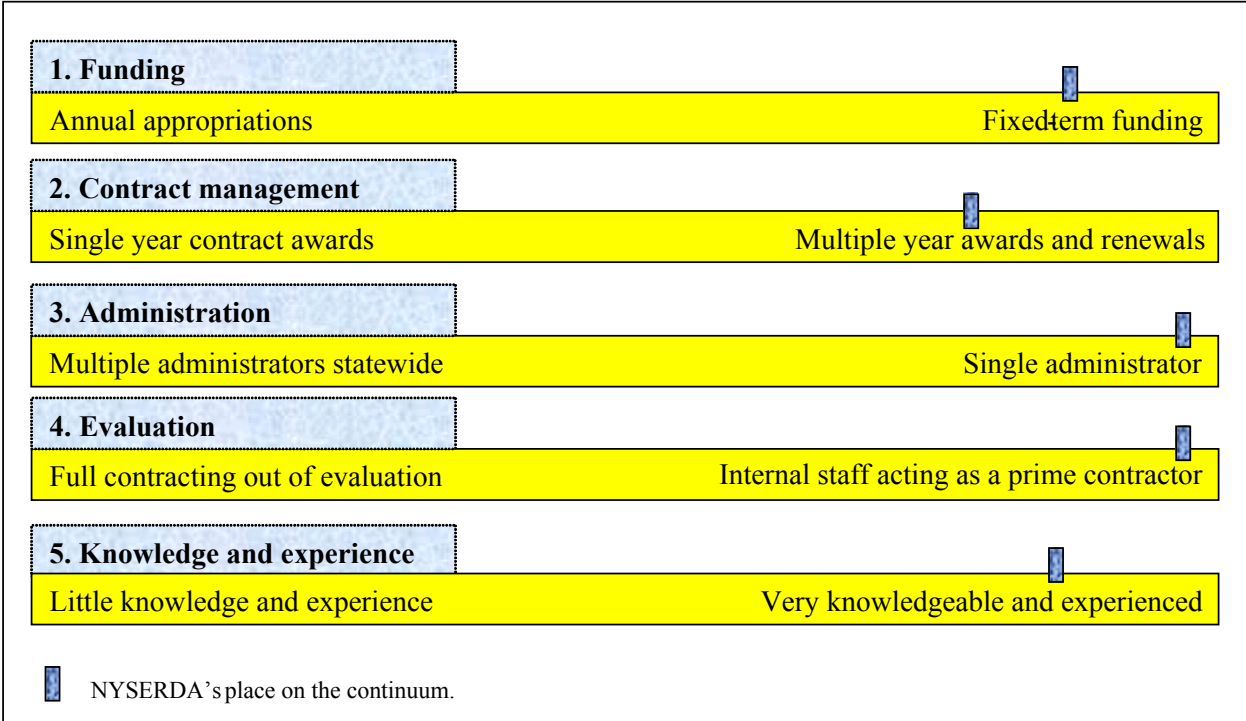 1. Funding
Annual appropriations Fixed-term funding
2. Contract management
Single year contract awards Multiple year awards and renewals
3. Administration
Multiple administrators statewide Single administrator
4. Evaluation
Full contracting out of evaluation Internal staff acting as a prime contractor
5. Knowledge and experience
Little knowledge and experience Very knowledgeable and experienced
NYSERDA's place on the continuum.